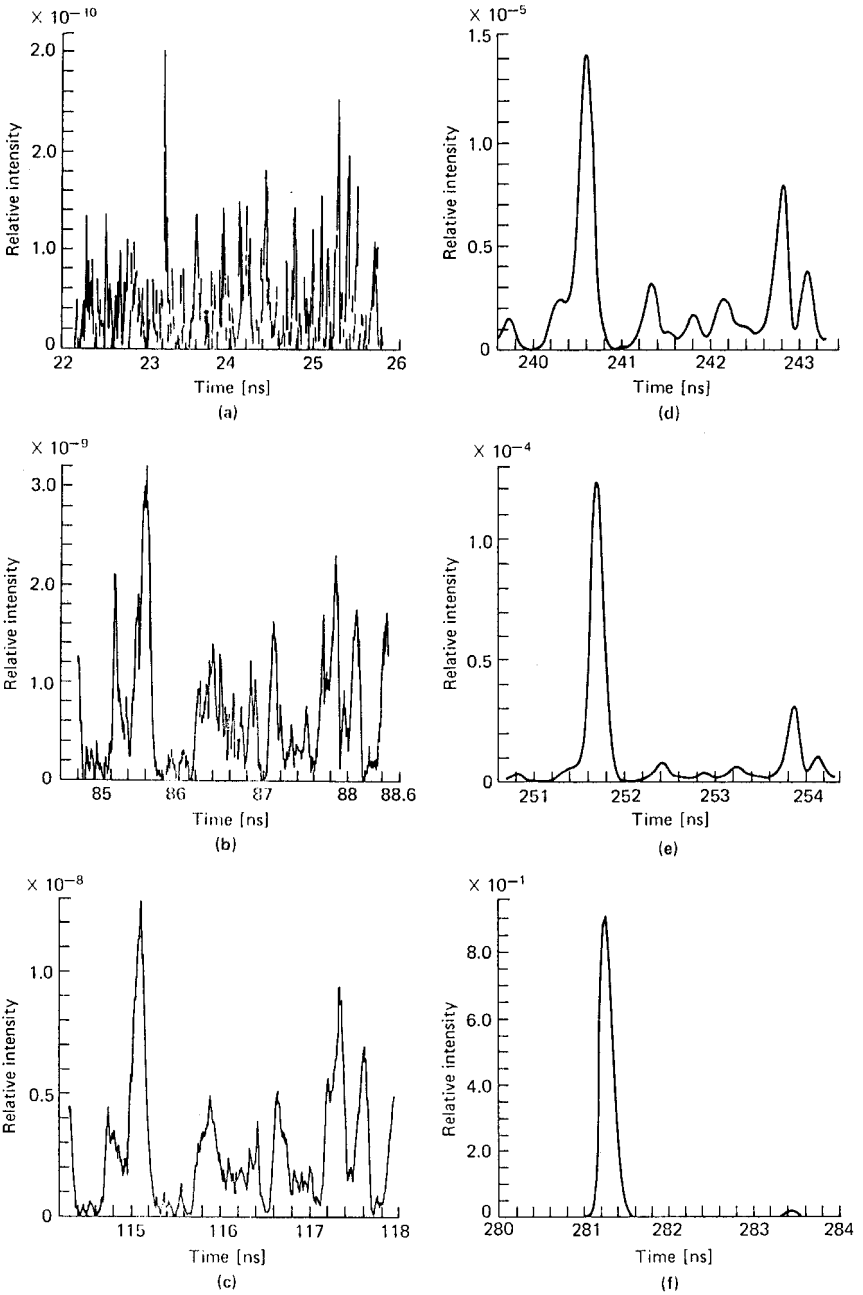 × 10⁻¹⁰
2.0
2.0
1.0
0
Relative intensity
22 23 24 25 26
Time [ns]
(a)
× 10⁻⁹
3.0
2.0
1.0
0
Relative intensity
85 86 87 88 88.6
Time [ns]
(b)
× 10⁻⁸
1.0
0.5
0
Relative intensity
115 116 117 118
Time [ns]
(c)
× 10⁻⁵
1.5
1.0
0.5
0
Relative intensity
240 241 242 243
Time [ns]
(d)
× 10⁻⁴
1.0
0.5
0
Relative intensity
251 252 253 254
Time [ns]
(e)
× 10⁻¹
8.0
6.0
4.0
2.0
0
Relative intensity
280 281 282 283 284
Time [ns]
(f)